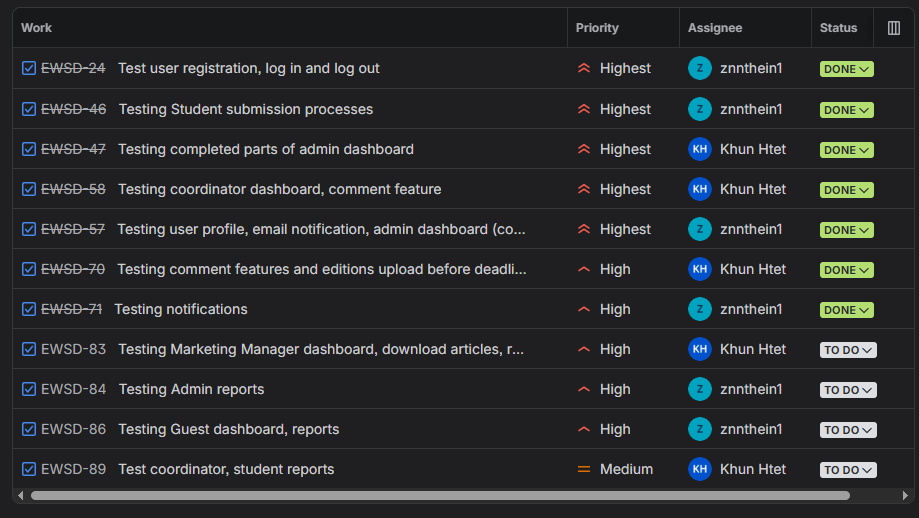 Work Priority Assignee Status
EWSD-24 Test user registration, log in and log out Highest Z znnthein1 DONE
EWSD-46 Testing Student submission processes Highest Z znnthein1 DONE
EWSD-47 Testing completed parts of admin dashboard Highest KH Khun Htet DONE
EWSD-58 Testing coordinator dashboard, comment feature Highest KH Khun Htet DONE
EWSD-57 Testing user profile, email notification, admin dashboard (co... Highest Z znnthein1 DONE
EWSD-70 Testing comment features and editions upload before deadli... High KH Khun Htet DONE
EWSD-71 Testing notifications High Z znnthein1 DONE
EWSD-83 Testing Marketing Manager dashboard, download articles, r... High KH Khun Htet TO DO
EWSD-84 Testing Admin reports High Z znnthein1 TO DO
EWSD-86 Testing Guest dashboard, reports High Z znnthein1 TO DO
EWSD-89 Test coordinator, student reports Medium KH Khun Htet TO DO